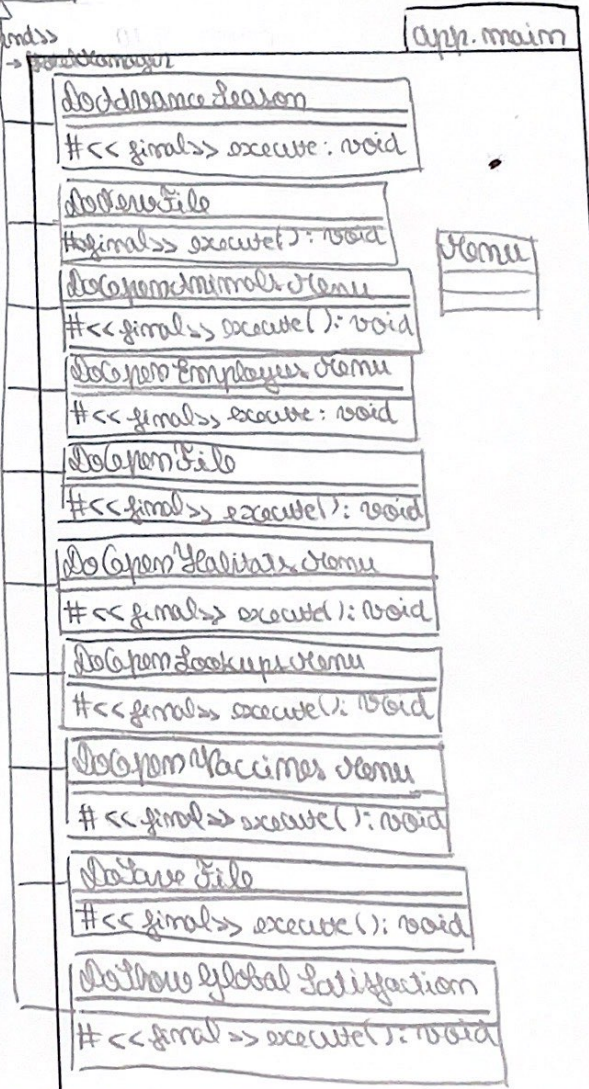 app.main
DoAdvanceSeason
#<<final>> execute: void
DoNewFile
#<final>> execute(): void
Menu
DoOpenAnimalsMenu
#<<final>> execute(): void
DoOpenEmployeesMenu
#<<final>> execute: void
DoOpenFile
#<<final>> execute(): void
DoOpenHabitatsMenu
#<<final>> execute(): void
DoOpenLookupsMenu
#<<final>> execute(): void
DoOpenVaccinesMenu
#<<final>> execute(): void
DoSaveFile
#<<final>> execute(): void
DoShowGlobalSatisfaction
#<<final>> execute(): void